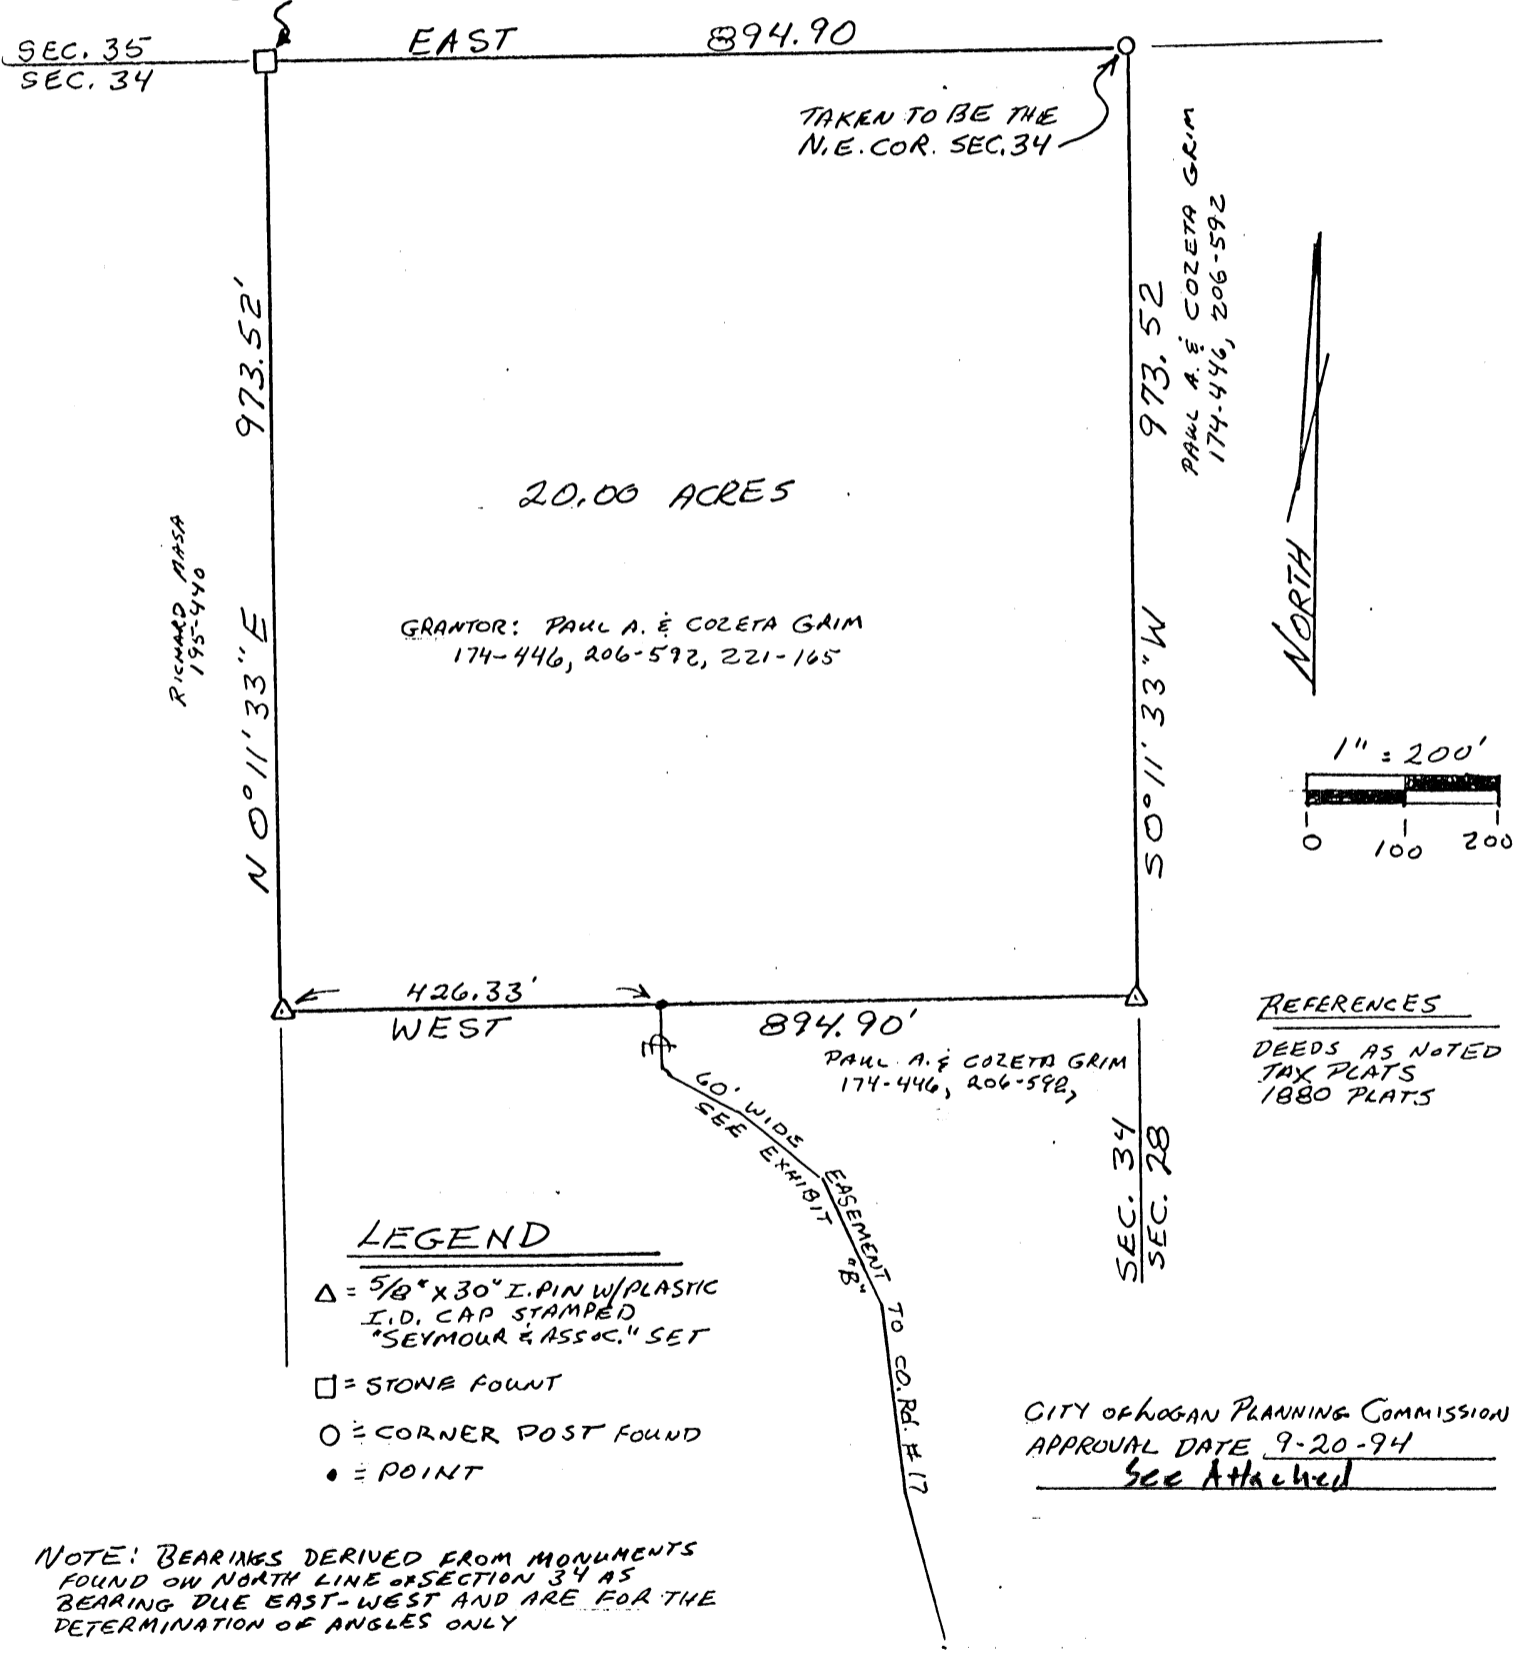 SEC. 35
SEC. 34
EAST 894.90
TAKEN TO BE THE
N.E. COR. SEC. 34
973.52'
N 0° 11' 33" E
RICHARD MASA
195-440
973.52
S 0° 11' 33" W
PAUL A. & COZETA GRIM
174-446, 206-592
20.00 ACRES
GRANTOR: PAUL A. & COZETA GRIM
174-446, 206-592, 221-165
NORTH
1" = 200'
0 100 200
426.33'
WEST
894.90'
PAUL A. & COZETA GRIM
174-446, 206-592,
60' WIDE EASEMENT TO CO. Rd. # 17
SEE EXHIBIT "B"
SEC. 34
SEC. 28
REFERENCES
DEEDS AS NOTED
TAX PLATS
1880 PLATS
LEGEND
△ = 5/8" X 30" I. PIN W/PLASTIC
I.D. CAP STAMPED
"SEYMOUR & ASSOC." SET
□ = STONE FOUNT
○ = CORNER POST FOUND
• = POINT
CITY OF LOGAN PLANNING COMMISSION
APPROVAL DATE 9-20-94
See Attached
NOTE: BEARINGS DERIVED FROM MONUMENTS
FOUND ON NORTH LINE OF SECTION 34 AS
BEARING DUE EAST-WEST AND ARE FOR THE
DETERMINATION OF ANGLES ONLY